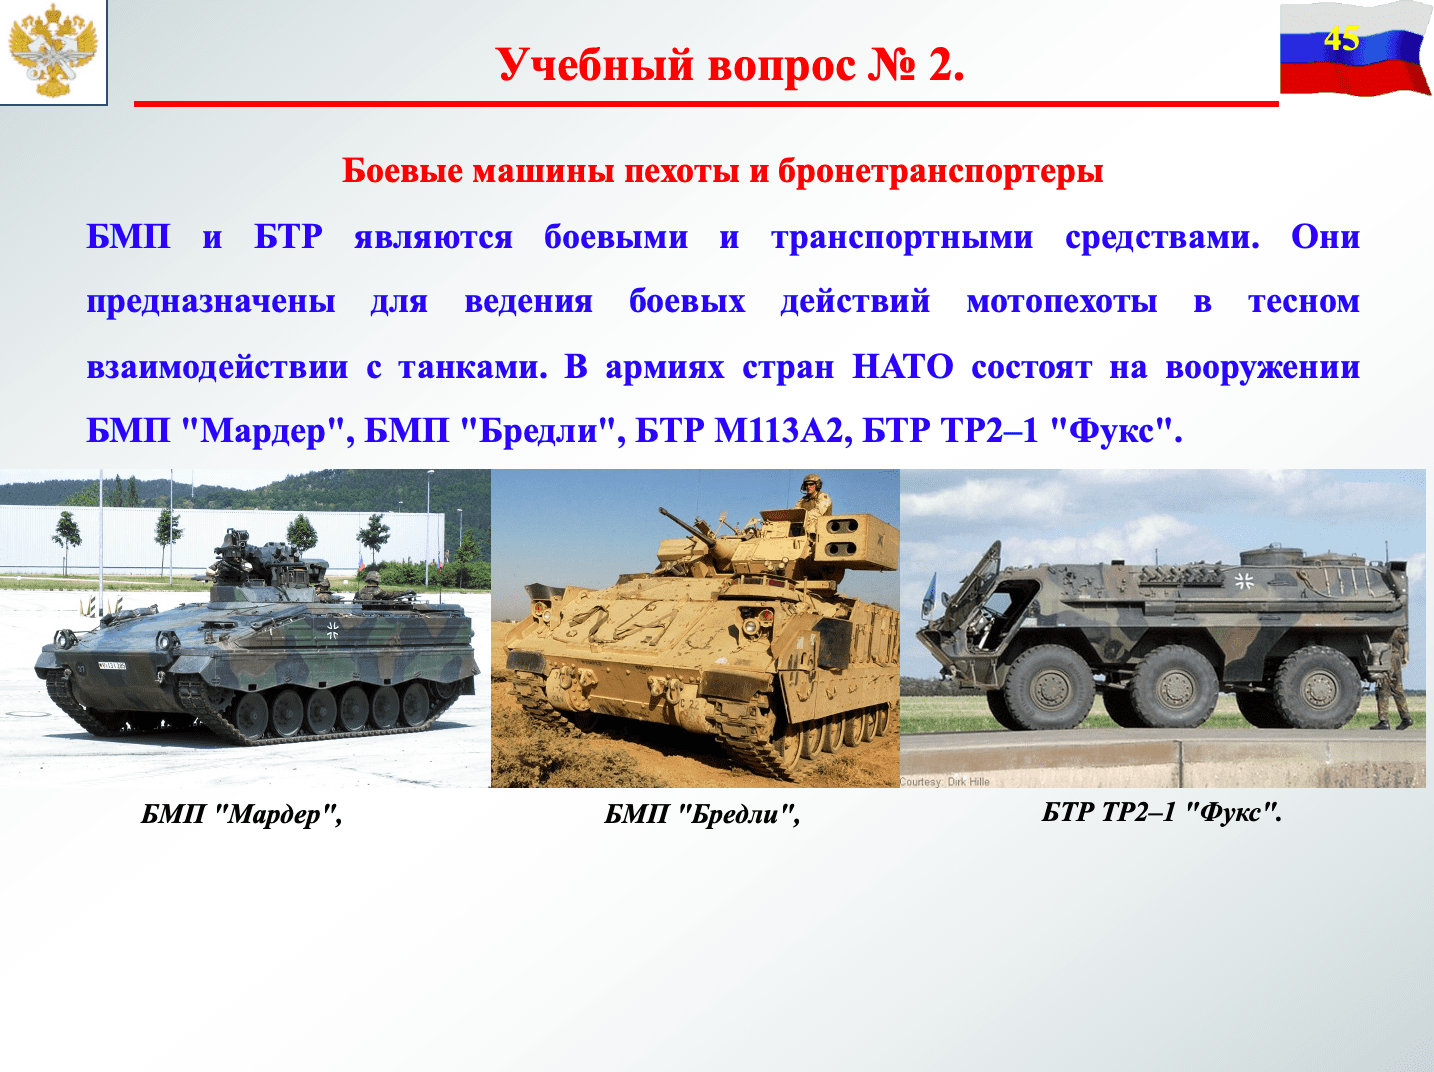 45
Учебный вопрос № 2.
Боевые машины пехоты и бронетранспортеры
БМП и БТР являются боевыми и транспортными средствами. Они
предназначены для ведения боевых действий мотопехоты в тесном
взаимодействии с танками. В армиях стран НАТО состоят на вооружении
БМП "Мардер", БМП "Бредли", БТР М113А2, БТР ТР2–1 "Фукс".
Courtesy: Dirk Hille
БМП "Мардер",
БМП "Бредли",
БТР ТР2–1 "Фукс".